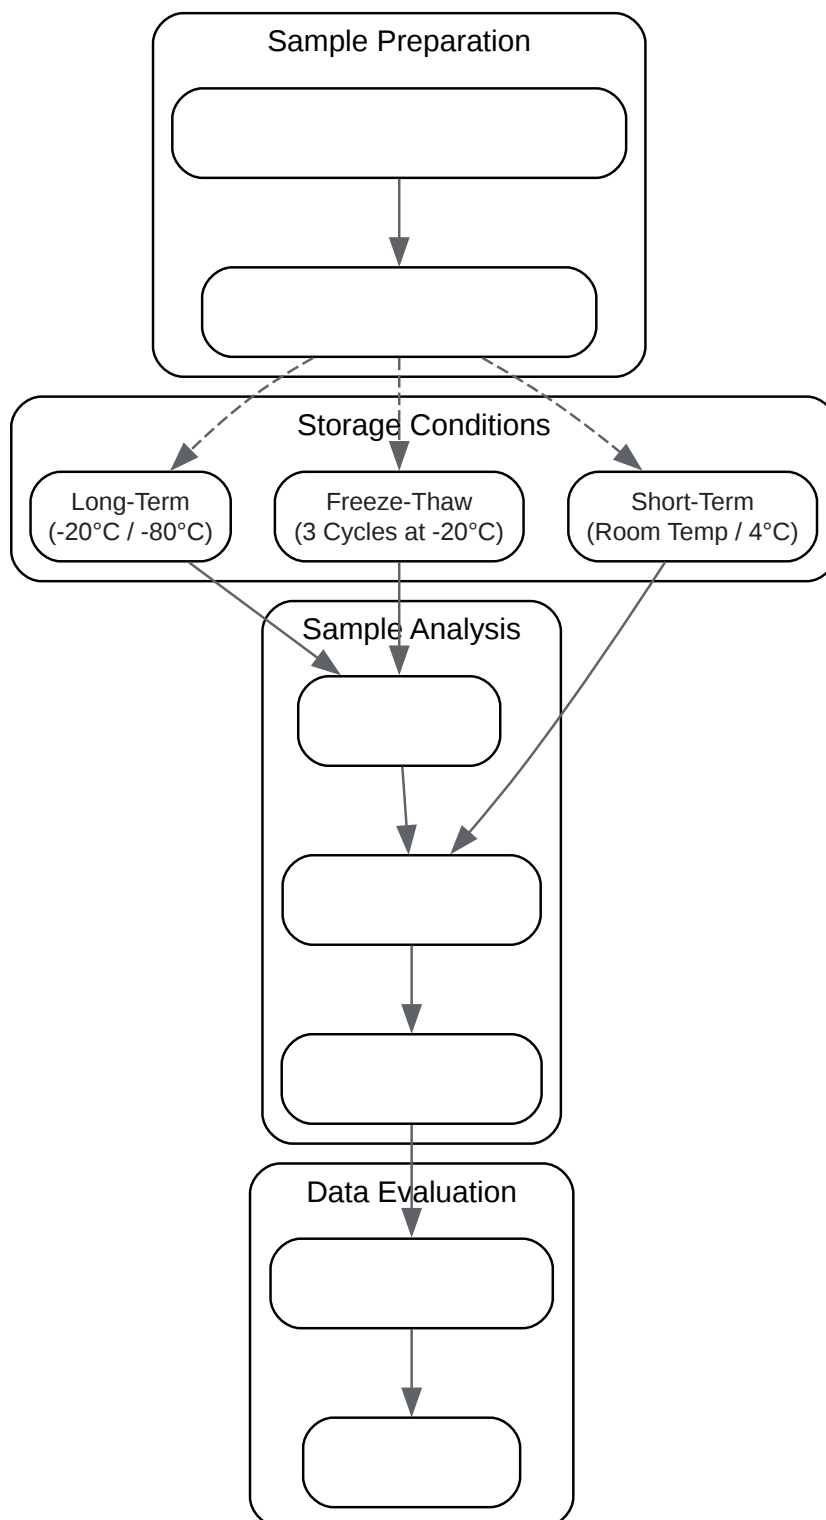 Sample Preparation
Storage Conditions
Long-Term
(-20°C / -80°C)
Freeze-Thaw
(3 Cycles at -20°C)
Short-Term
(Room Temp / 4°C)
Sample Analysis
Data Evaluation